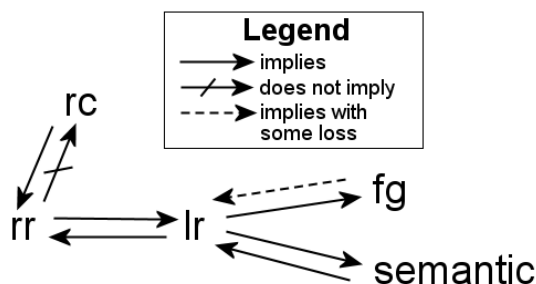 Legend
implies
does not imply
implies with
some loss
rc
rr
lr
fg
semantic